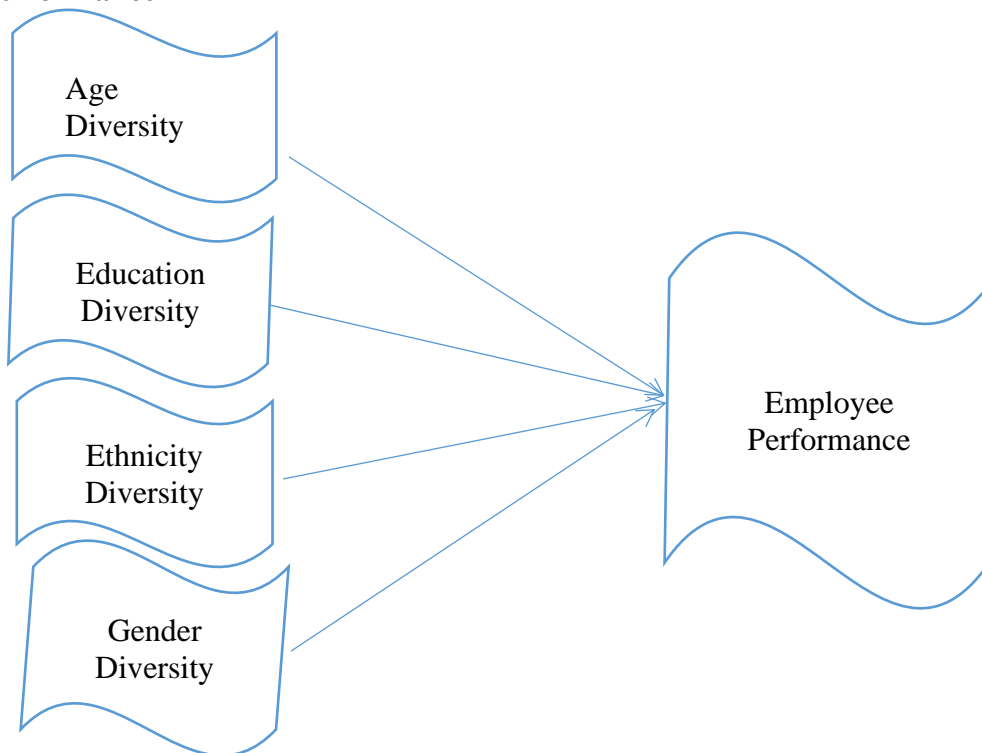 Age
Diversity
Education
Diversity
Ethnicity
Diversity
Gender
Diversity
Employee
Performance